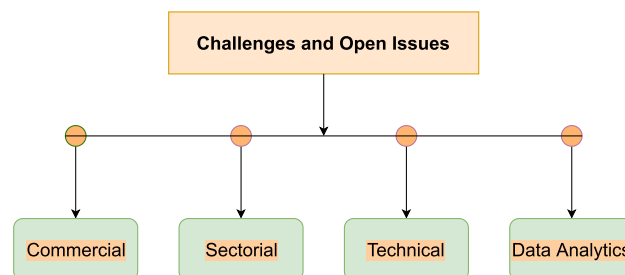 Challenges and Open Issues
Commercial
Sectorial
Technical
Data Analytics